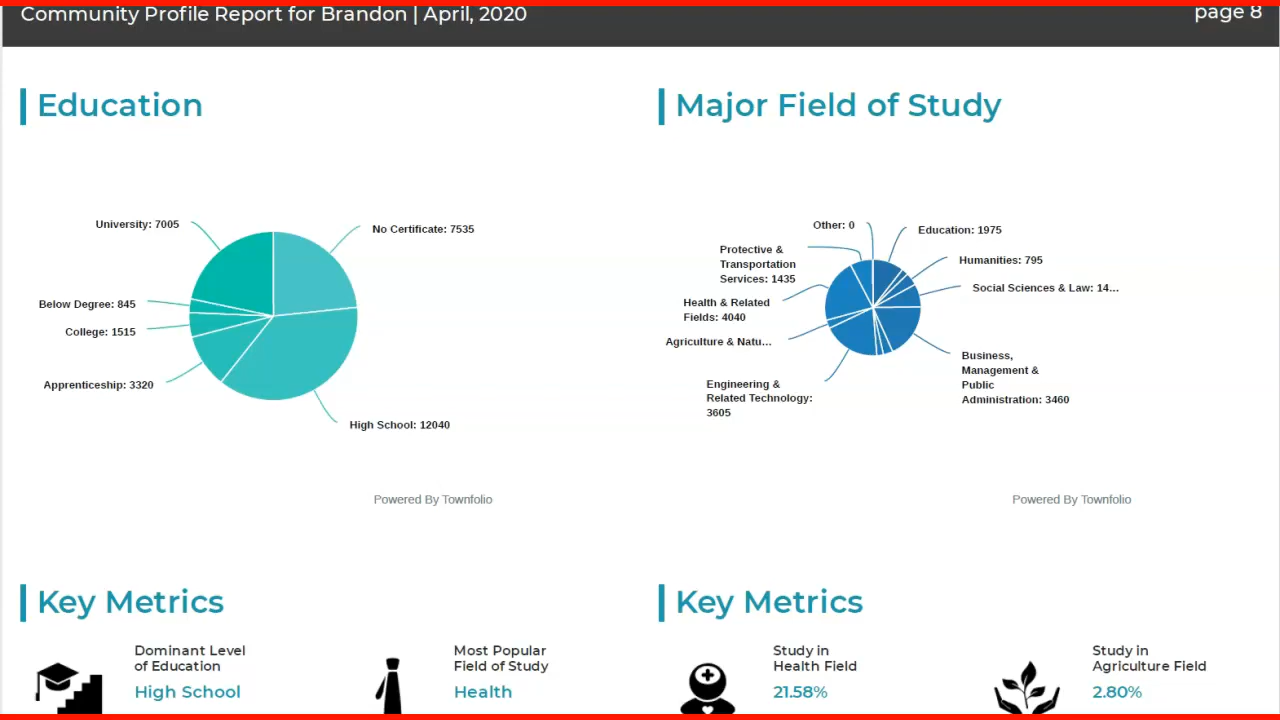 Community Profile Report for Brandon | April, 2020
page 8
Education
University: 7005
No Certificate: 7535
Below Degree: 845
College: 1515
Apprenticeship: 3320
High School: 12040
Powered By Townfolio
Major Field of Study
Other: 0
Education: 1975
Protective &
Transportation
Services: 1435
Humanities: 795
Social Sciences & Law: 14...
Health & Related
Fields: 4040
Agriculture & Natu...
Business,
Management &
Public
Administration: 3460
Engineering &
Related Technology:
3605
Powered By Townfolio
Key Metrics
Dominant Level
of Education
High School
Most Popular
Field of Study
Health
Key Metrics
Study in
Health Field
21.58%
Study in
Agriculture Field
2.80%